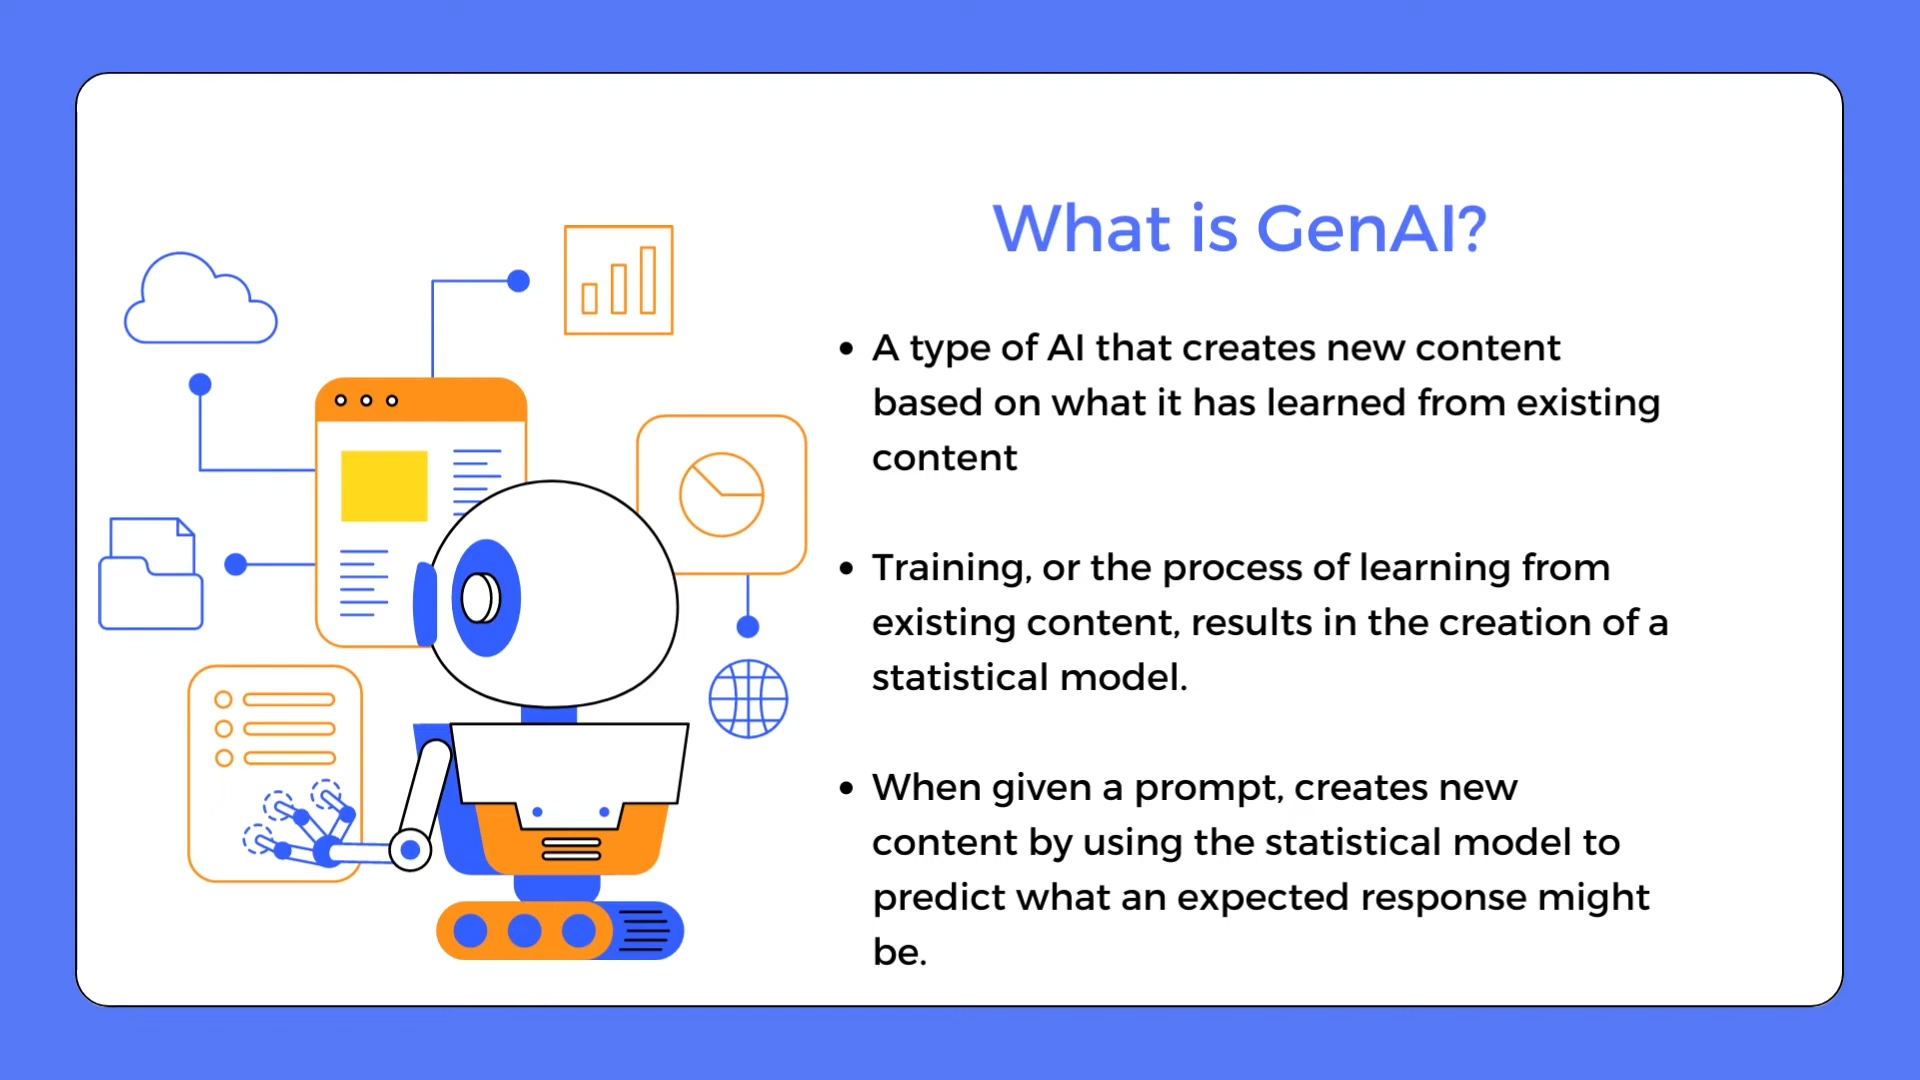 What is GenAI?
• A type of AI that creates new content
based on what it has learned from existing
content
• Training, or the process of learning from
existing content, results in the creation of a
statistical model.
• When given a prompt, creates new
content by using the statistical model to
predict what an expected response might
be.